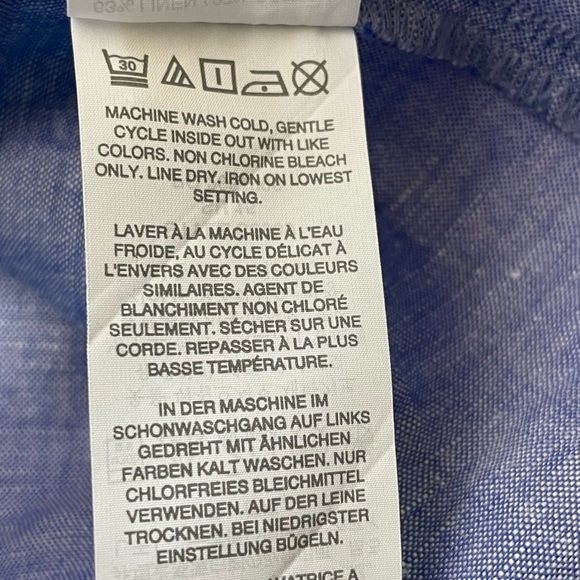 30
MACHINE WASH COLD, GENTLE
CYCLE INSIDE OUT WITH LIKE
COLORS. NON CHLORINE BLEACH
ONLY. LINE DRY. IRON ON LOWEST
SETTING.
LAVER À LA MACHINE À L'EAU
FROIDE, AU CYCLE DÉLICAT À
L'ENVERS AVEC DES COULEURS
SIMILAIRES. AGENT DE
BLANCHIMENT NON CHLORÉ
SEULEMENT. SÉCHER SUR UNE
CORDE. REPASSER À LA PLUS
BASSE TEMPÉRATURE.
IN DER MASCHINE IM
SCHONWASCHGANG AUF LINKS
GEDREHT MIT ÄHNLICHEN
FARBEN KALT WASCHEN. NUR
CHLORFREIES BLEICHMITTEL
VERWENDEN. AUF DER LEINE
TROCKNEN. BEI NIEDRIGSTER
EINSTELLUNG BÜGELN.